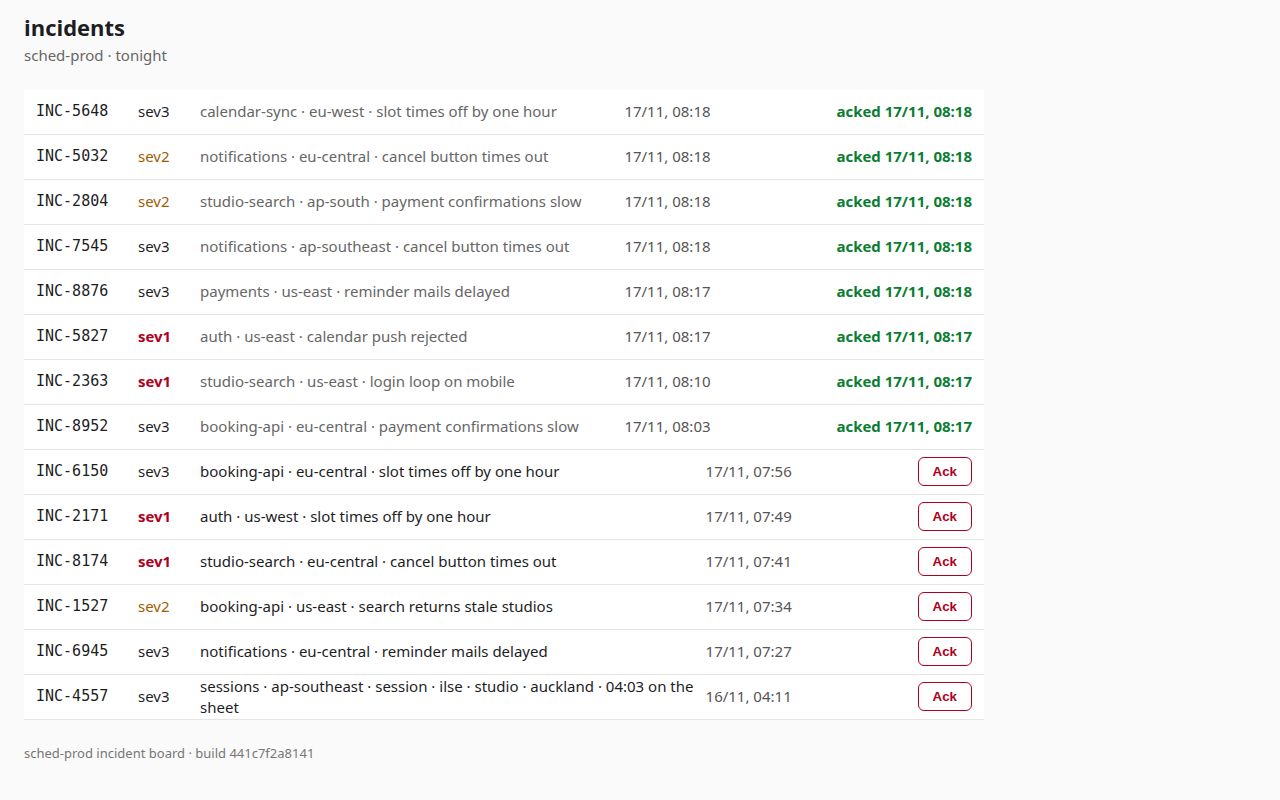 incidents
sched-prod · tonight
INC-5648 sev3 calendar-sync · eu-west · slot times off by one hour 17/11, 08:18 acked 17/11, 08:18
INC-5032 sev2 notifications · eu-central · cancel button times out 17/11, 08:18 acked 17/11, 08:18
INC-2804 sev2 studio-search · ap-south · payment confirmations slow 17/11, 08:18 acked 17/11, 08:18
INC-7545 sev3 notifications · ap-southeast · cancel button times out 17/11, 08:18 acked 17/11, 08:18
INC-8876 sev3 payments · us-east · reminder mails delayed 17/11, 08:17 acked 17/11, 08:18
INC-5827 sev1 auth · us-east · calendar push rejected 17/11, 08:17 acked 17/11, 08:17
INC-2363 sev1 studio-search · us-east · login loop on mobile 17/11, 08:10 acked 17/11, 08:17
INC-8952 sev3 booking-api · eu-central · payment confirmations slow 17/11, 08:03 acked 17/11, 08:17
INC-6150 sev3 booking-api · eu-central · slot times off by one hour 17/11, 07:56 Ack
INC-2171 sev1 auth · us-west · slot times off by one hour 17/11, 07:49 Ack
INC-8174 sev1 studio-search · eu-central · cancel button times out 17/11, 07:41 Ack
INC-1527 sev2 booking-api · us-east · search returns stale studios 17/11, 07:34 Ack
INC-6945 sev3 notifications · eu-central · reminder mails delayed 17/11, 07:27 Ack
INC-4557 sev3 sessions · ap-southeast · session · ilse · studio · auckland · 04:03 on the 16/11, 04:11 Ack
sheet
sched-prod incident board · build 441c7f2a8141